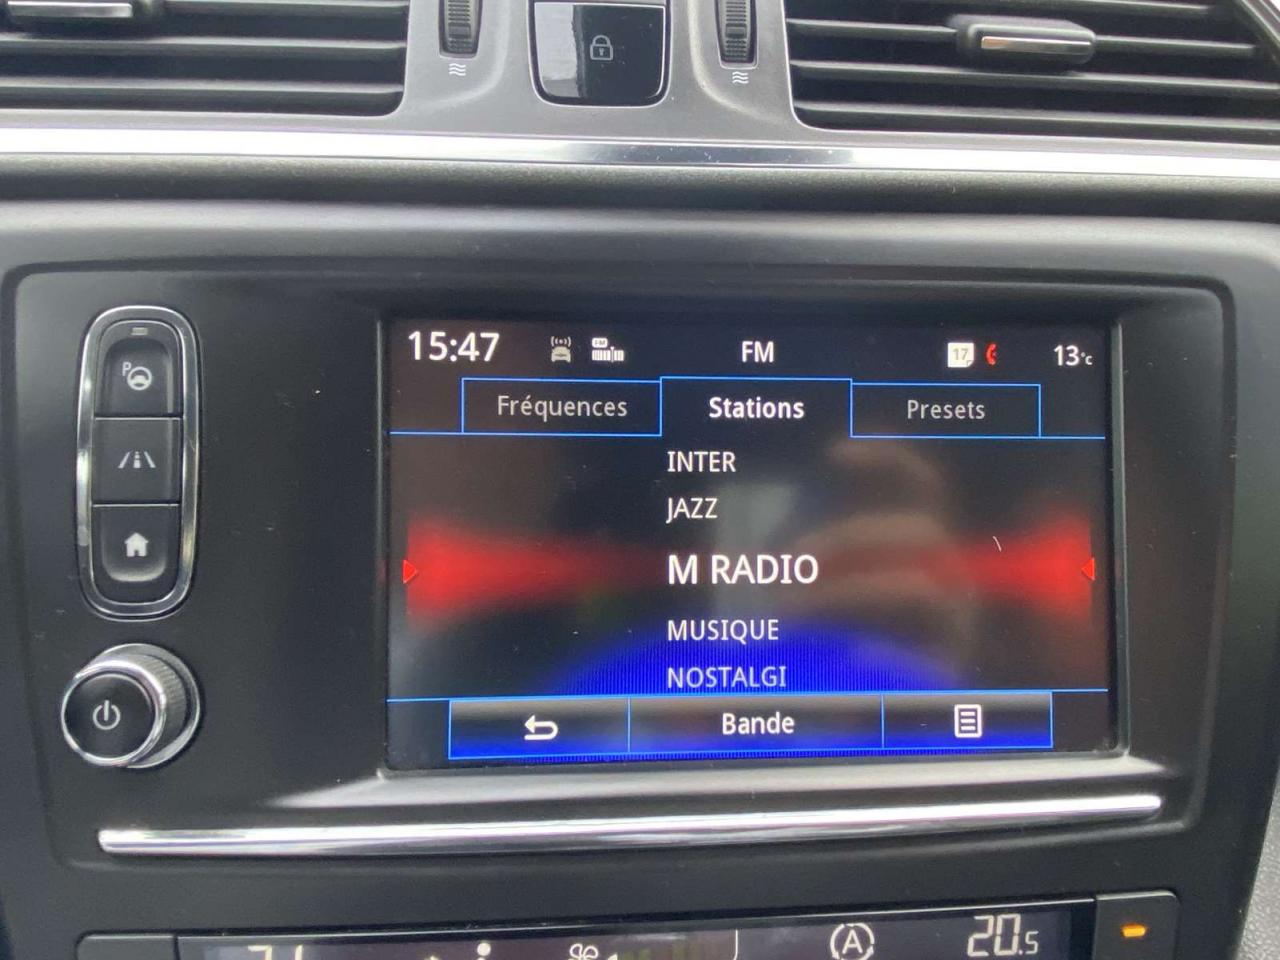 15:47 FM 17 13°C
Fréquences Stations Presets
INTER
JAZZ
M RADIO
MUSIQUE
NOSTALGI
Bande
P
A 20.5